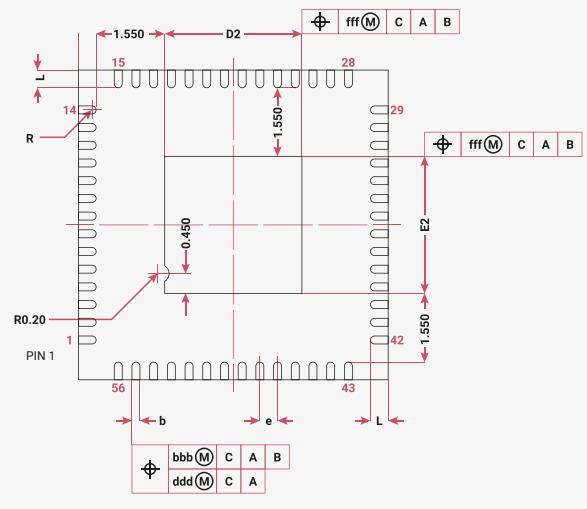 1.550 D2 fff Ⓜ C A B
15 28
L
14 29
1.550
R
fff Ⓜ C A B
E2
0.450
R0.20
1.550
1 42
PIN 1
56 43
b e L
bbb Ⓜ C A B
ddd Ⓜ C A